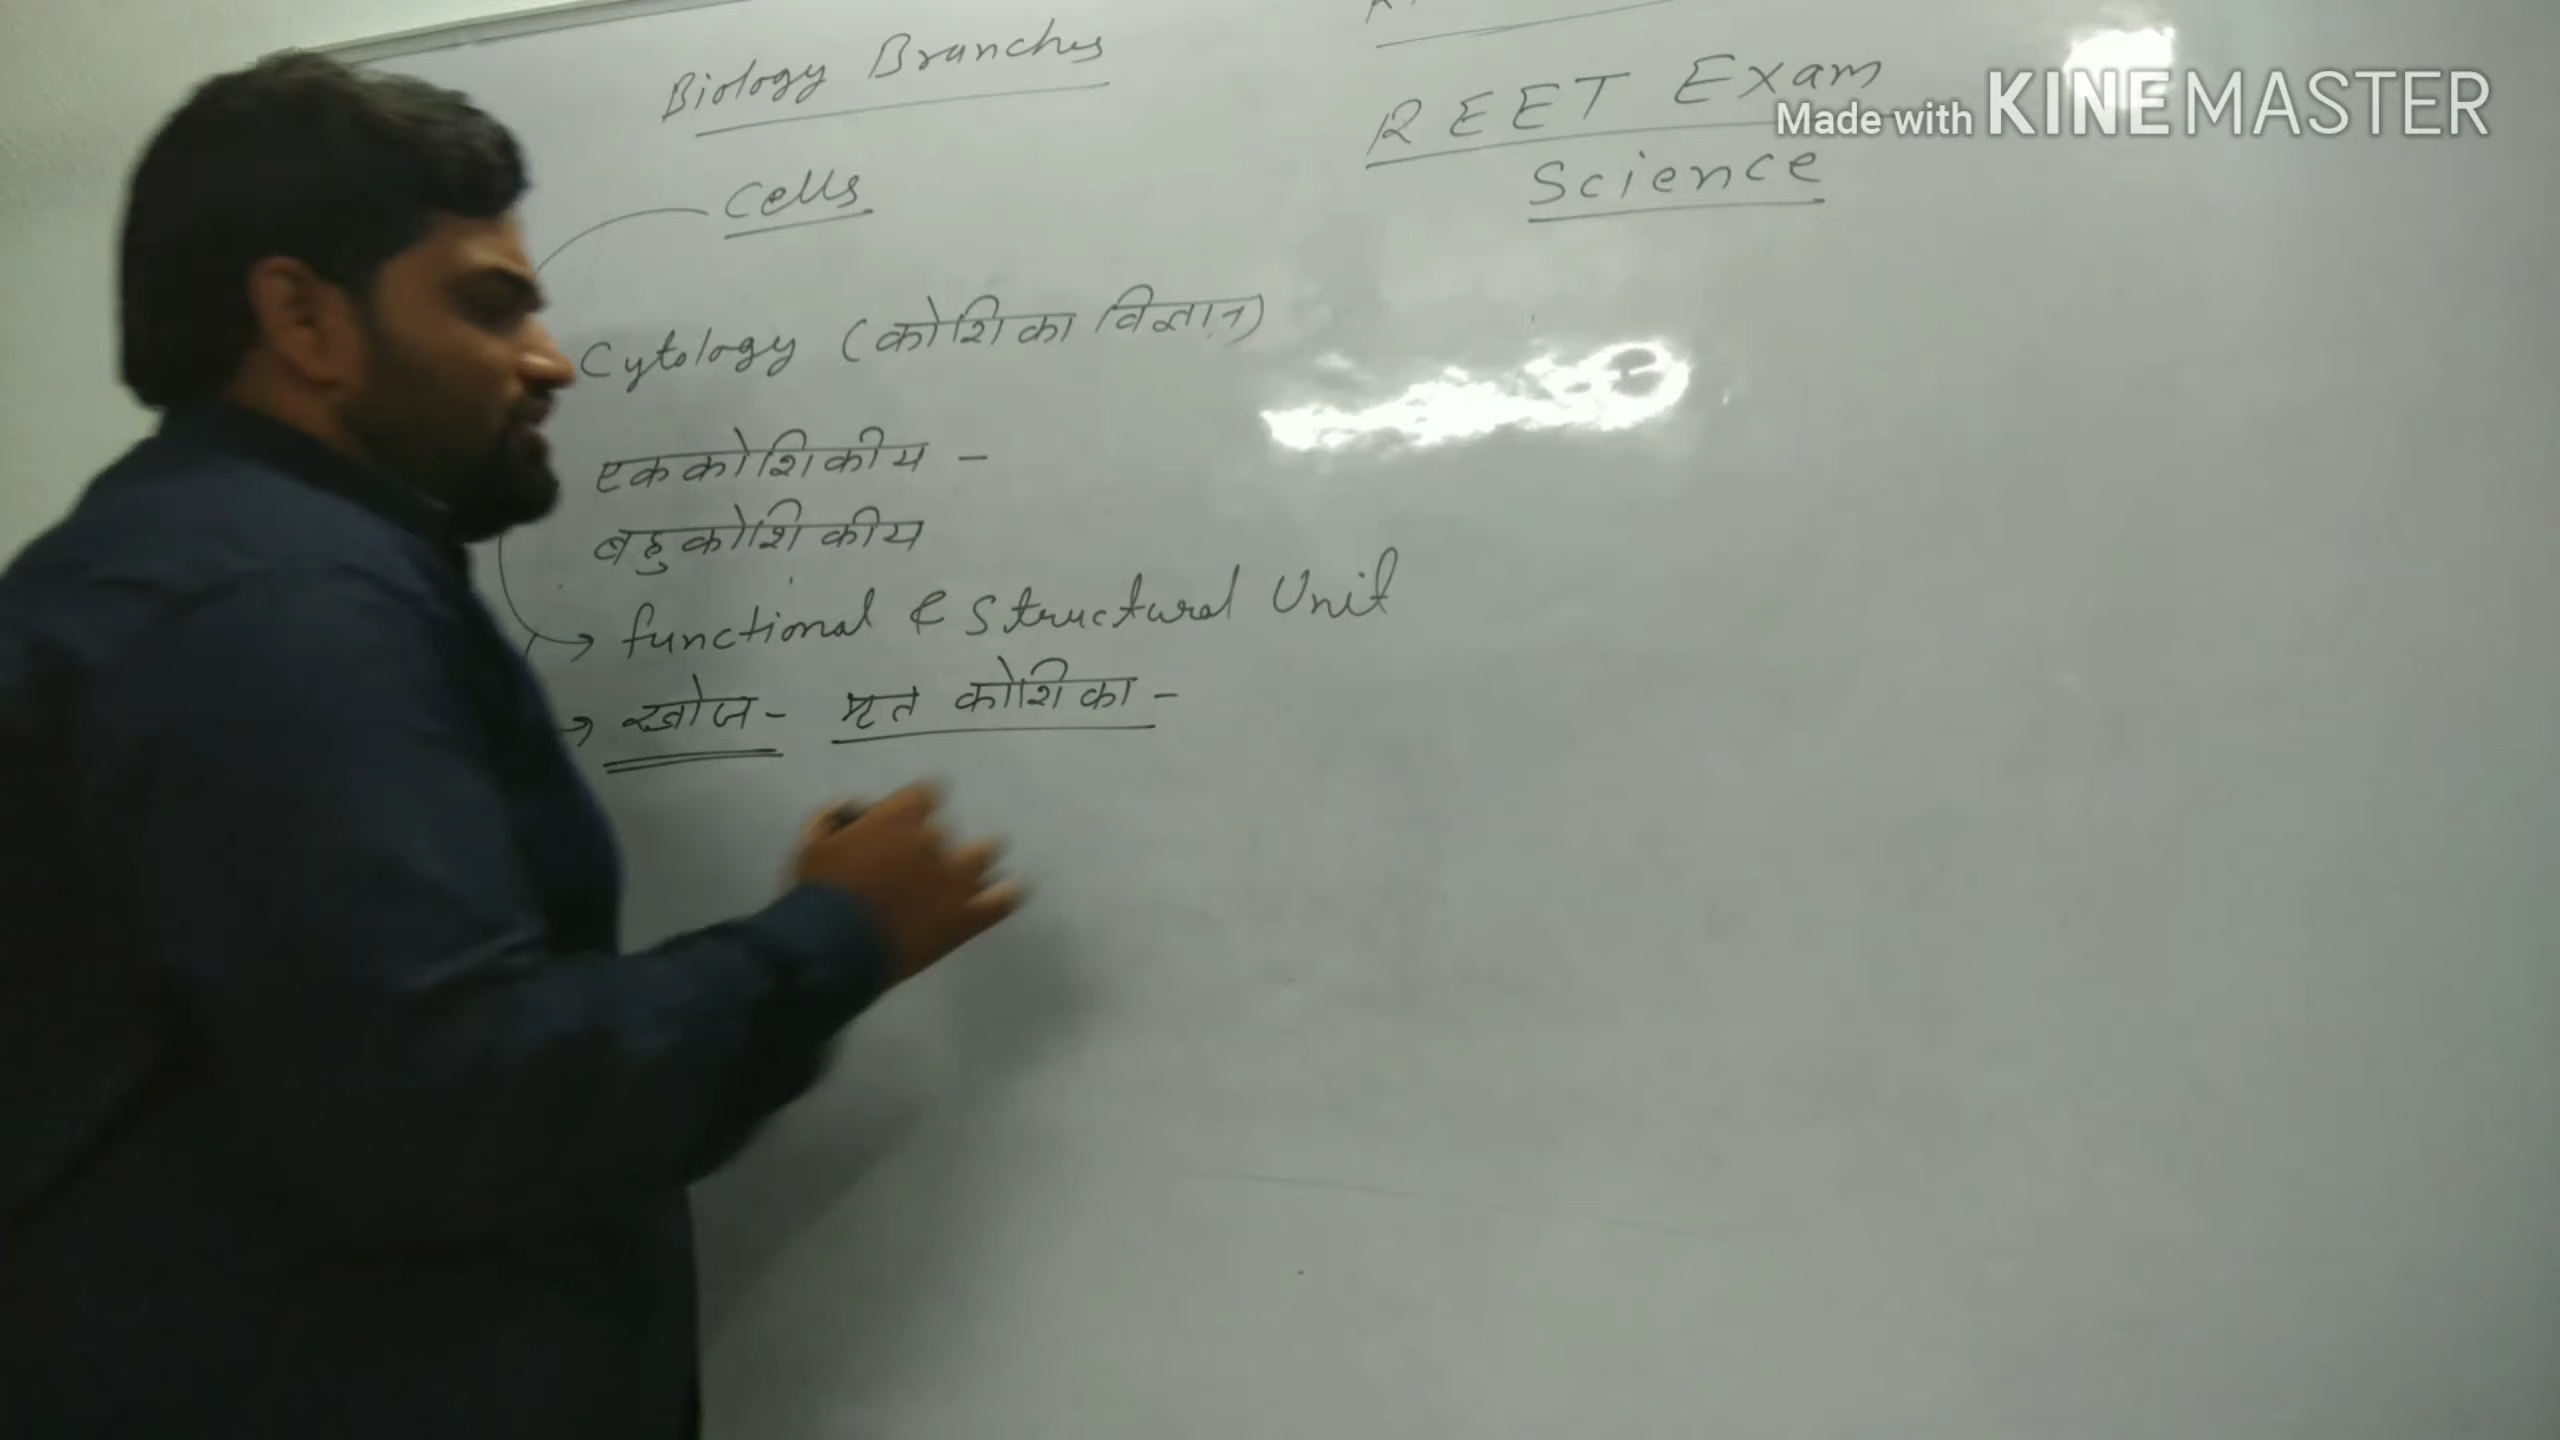 Biology Branches
Cells
Cytology (कोशिका विज्ञान)
एककोशिकीय -
बहुकोशिकीय
→ functional & Structural Unit
→ खोज - मृत कोशिका -
REET Exam
Science
Made with KINEMASTER